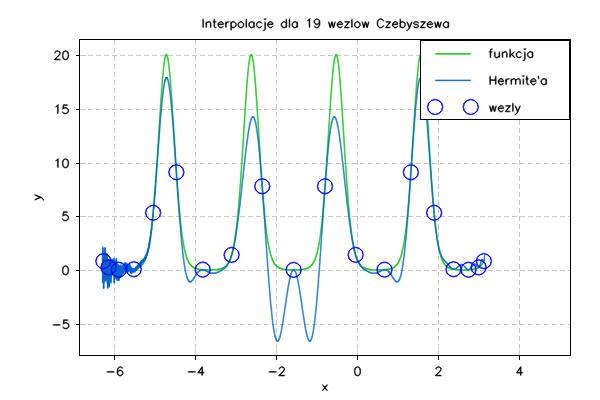 Interpolacje dla 19 wezlow Czebyszewa
funkcja
Hermite'a
wezly
20
15
10
5
0
−5
y
−6 −4 −2 0 2 4
x